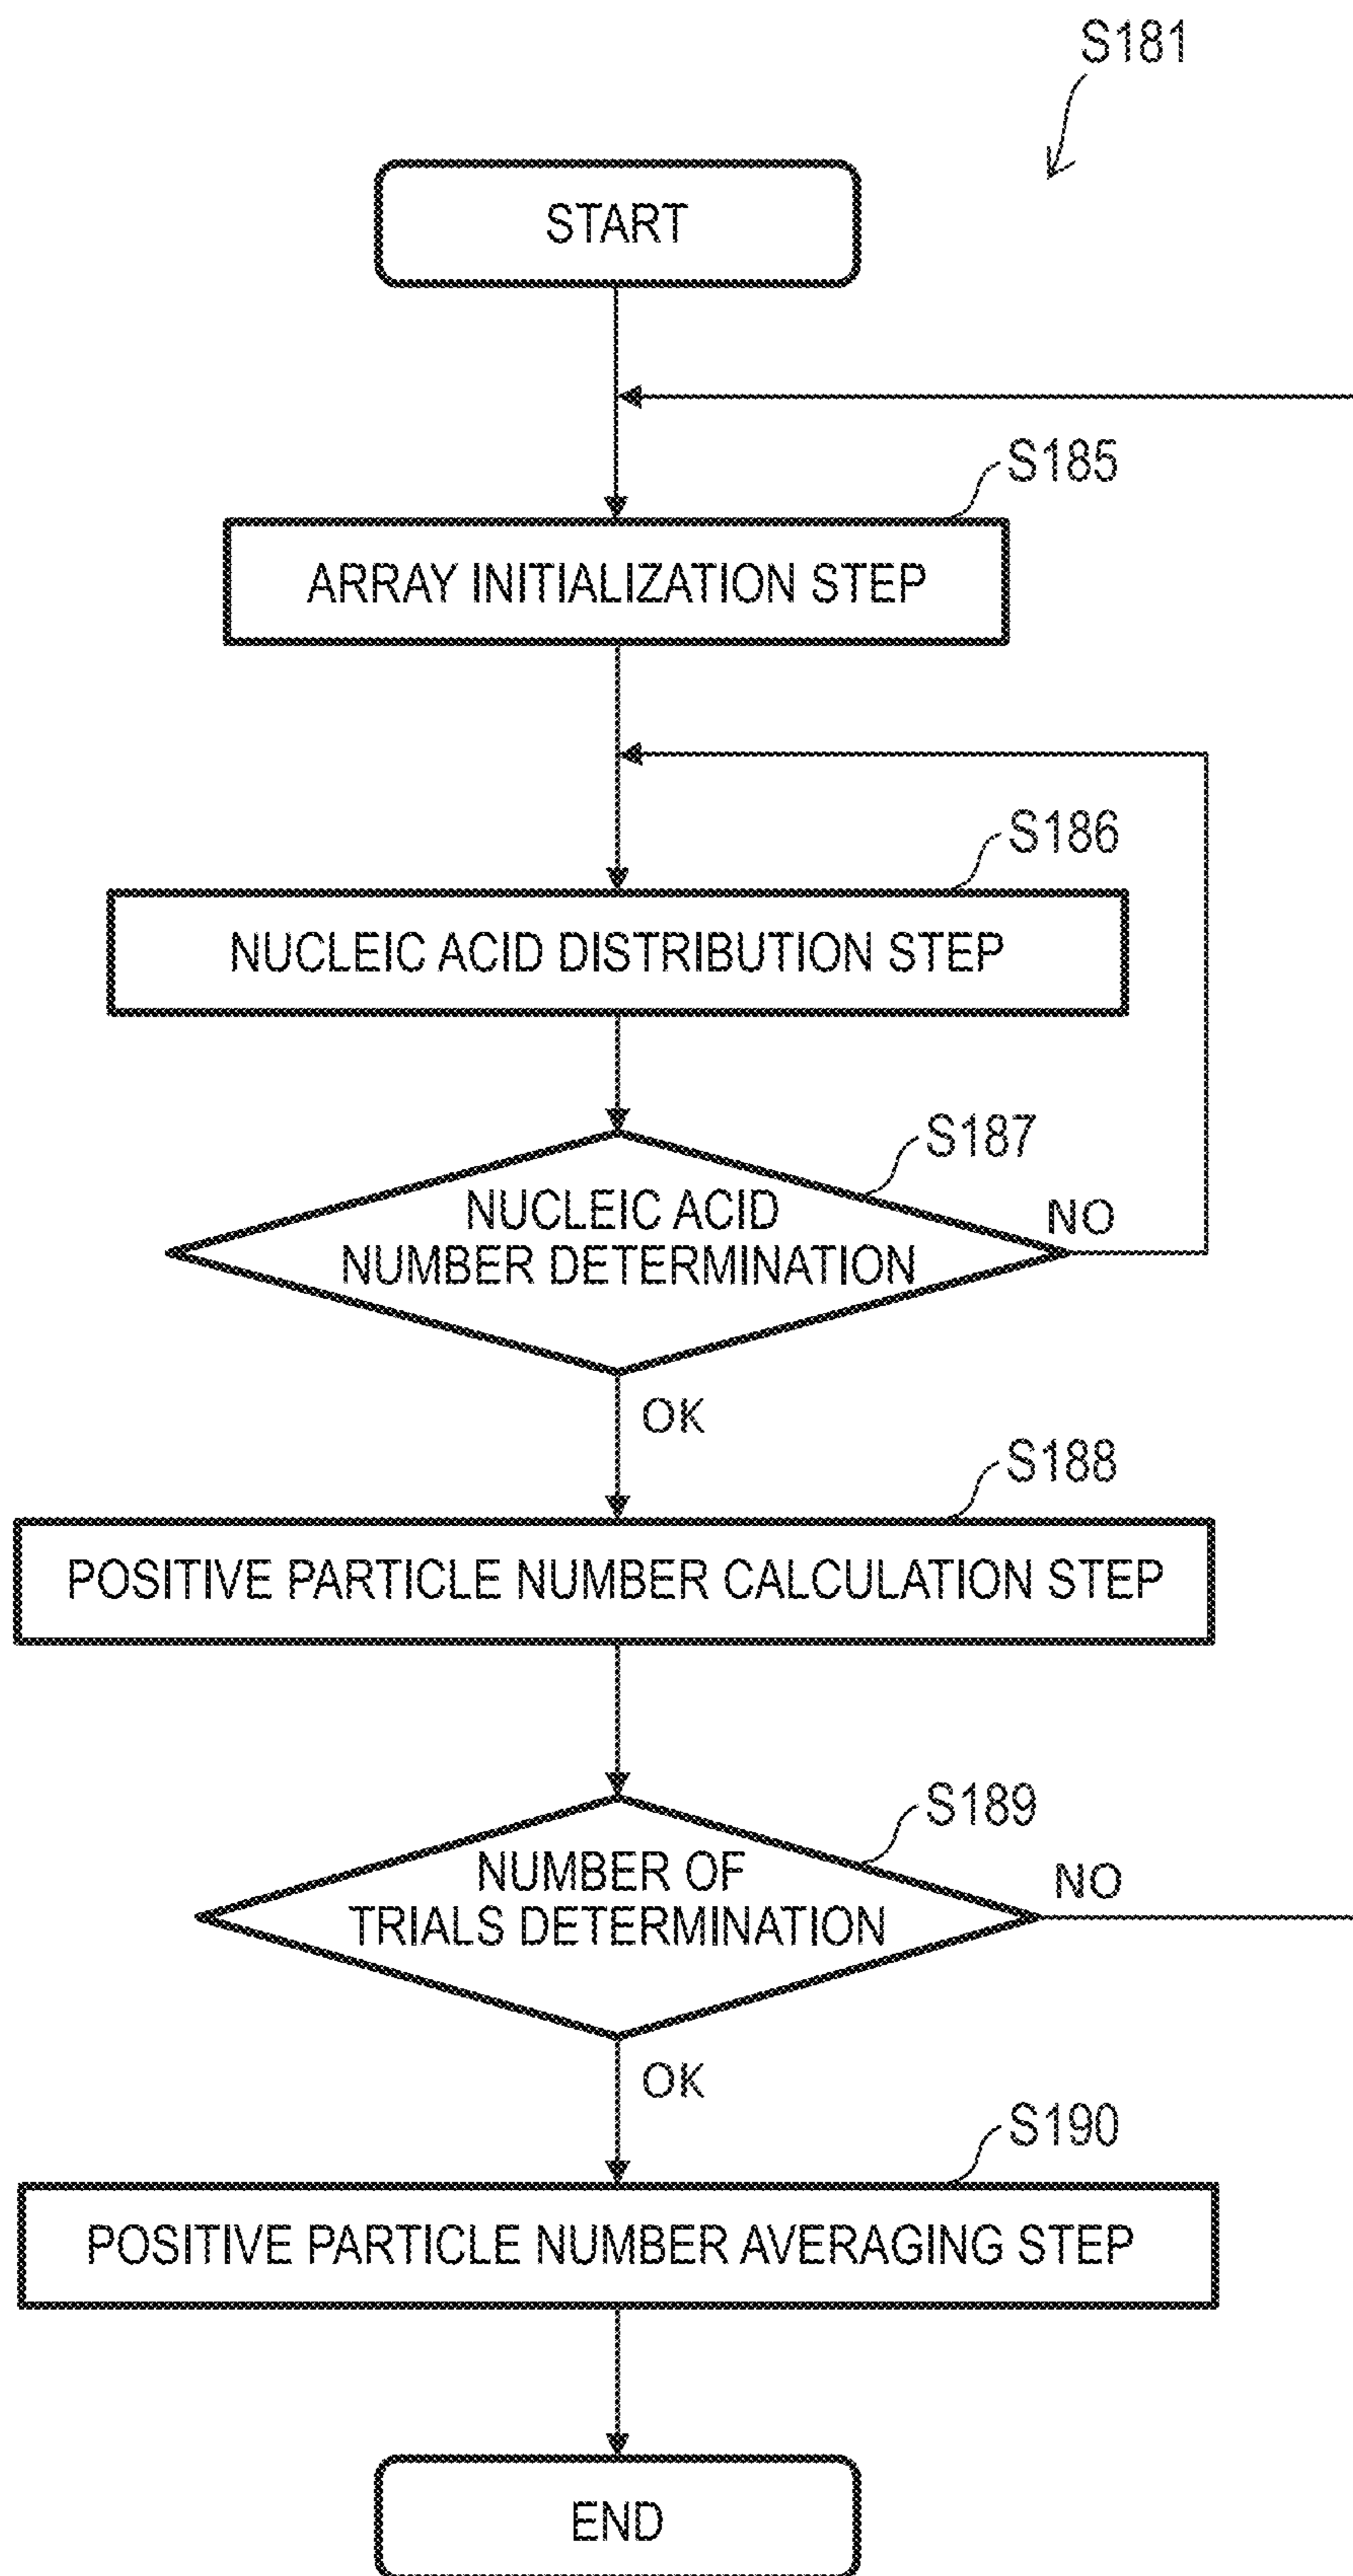 S181
START
S185
ARRAY INITIALIZATION STEP
S186
NUCLEIC ACID DISTRIBUTION STEP
S187
NUCLEIC ACID
NUMBER DETERMINATION
NO
OK
S188
POSITIVE PARTICLE NUMBER CALCULATION STEP
S189
NUMBER OF
TRIALS DETERMINATION
NO
OK
S190
POSITIVE PARTICLE NUMBER AVERAGING STEP
END